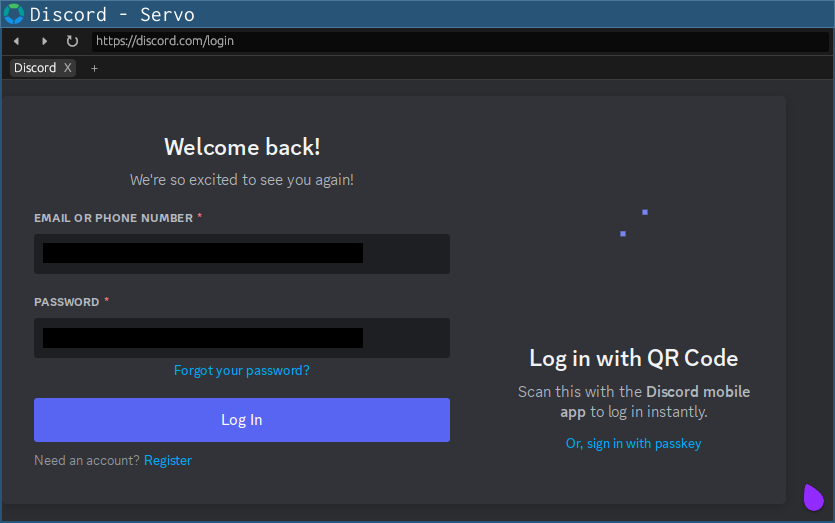 Discord - Servo
https://discord.com/login
Discord X +
Welcome back!
We're so excited to see you again!
EMAIL OR PHONE NUMBER *
PASSWORD *
Forgot your password?
Log In
Need an account? Register
Log in with QR Code
Scan this with the Discord mobile
app to log in instantly.
Or, sign in with passkey